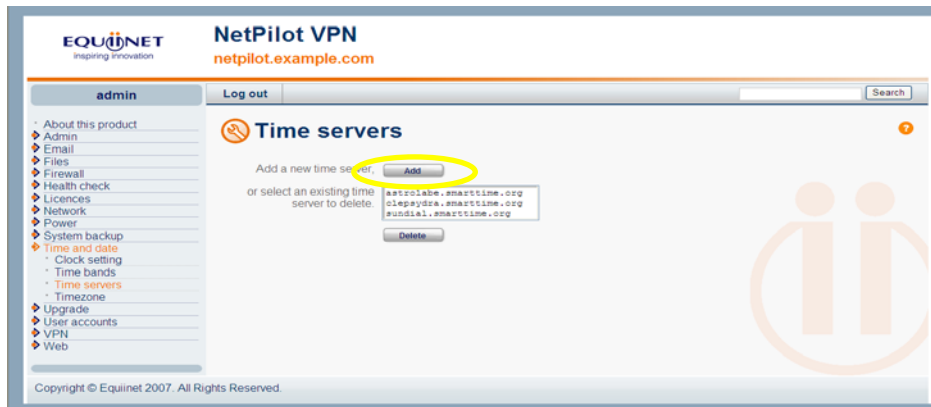 EQUiiNET
inspiring innovation
NetPilot VPN
netpilot.example.com
admin
Log out
Search
About this product
Admin
Email
Files
Firewall
Health check
Licences
Network
Power
System backup
Time and date
Clock setting
Time bands
Time servers
Timezone
Upgrade
User accounts
VPN
Web
Time servers
?
Add a new time server,
Add
or select an existing time
server to delete.
astrolabe.smarttime.org
clepsydra.smarttime.org
sundial.smarttime.org
Delete
ii
Copyright © Equiinet 2007. All Rights Reserved.